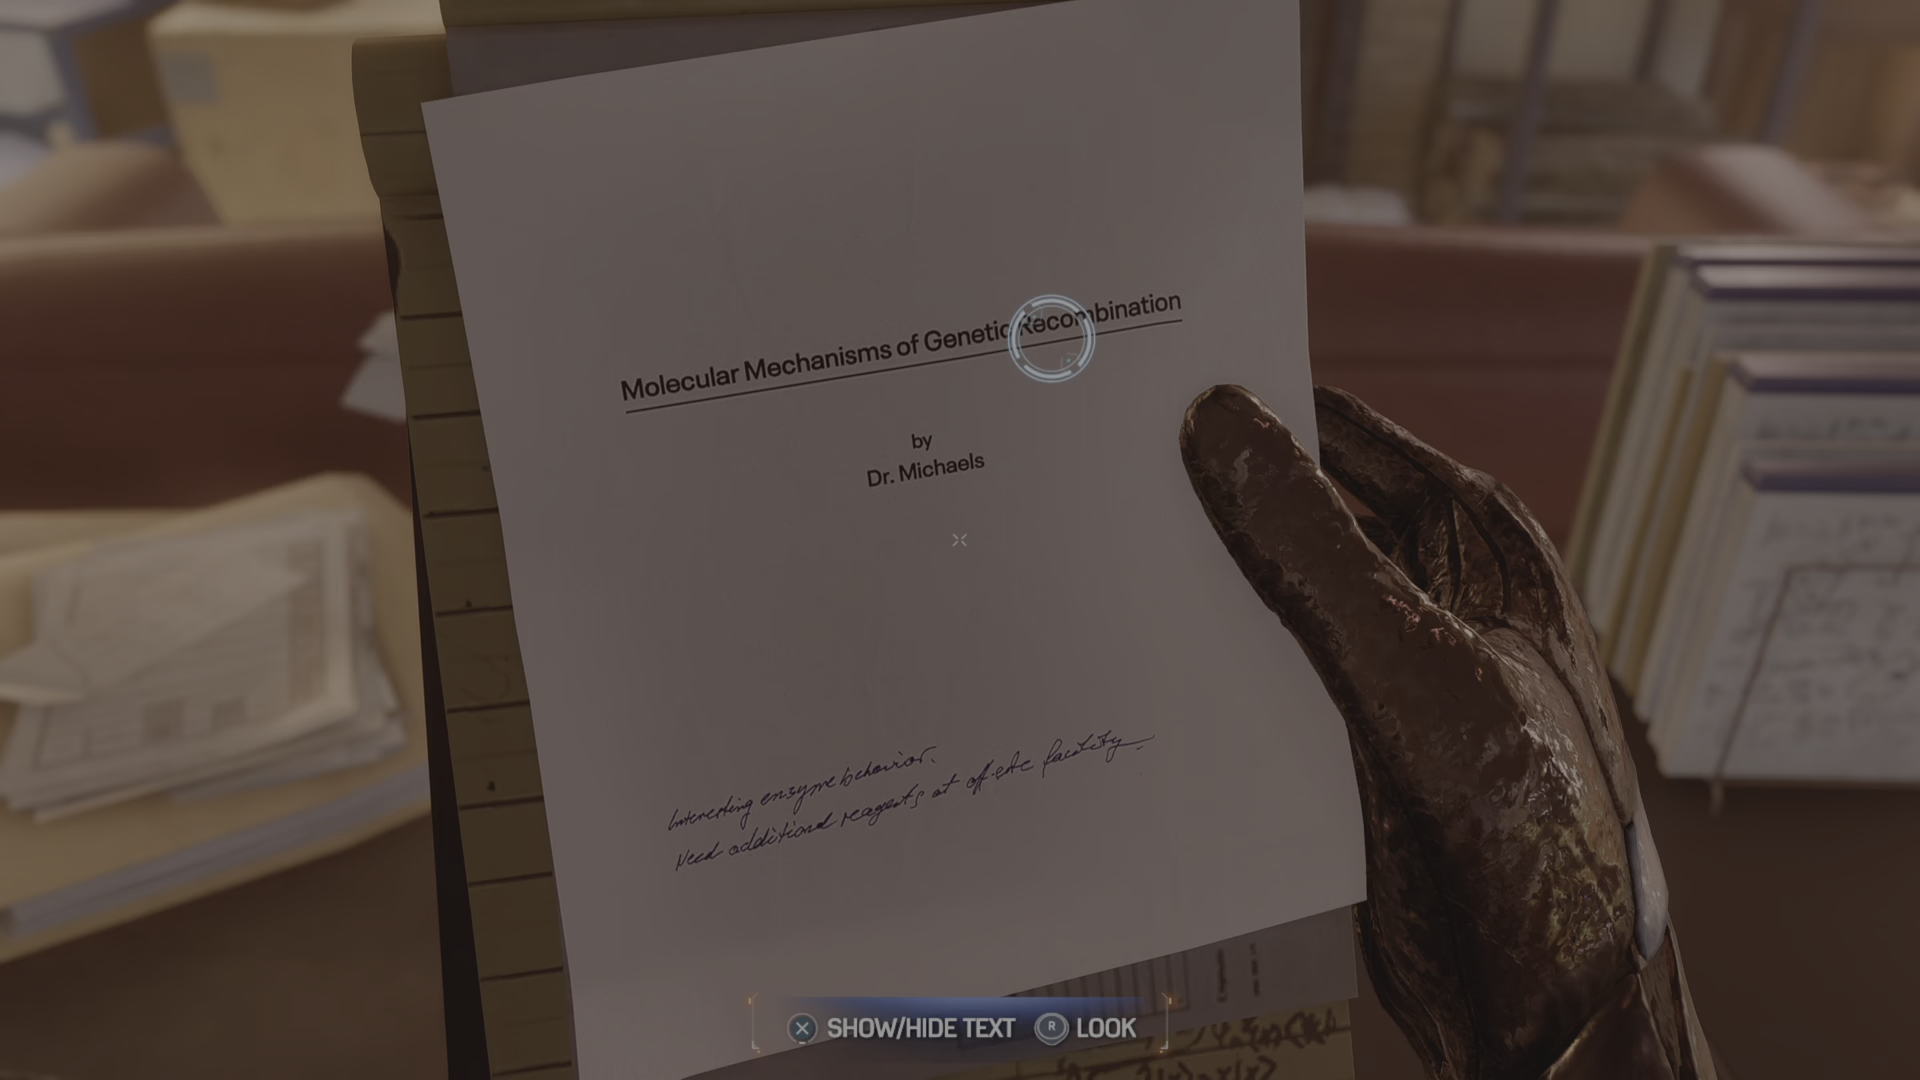 Molecular Mechanisms of Genetic Recombination
by
Dr. Michaels
Interesting enzyme behavior.
Need additional reagents at off-site facility.
SHOW/HIDE TEXT R LOOK